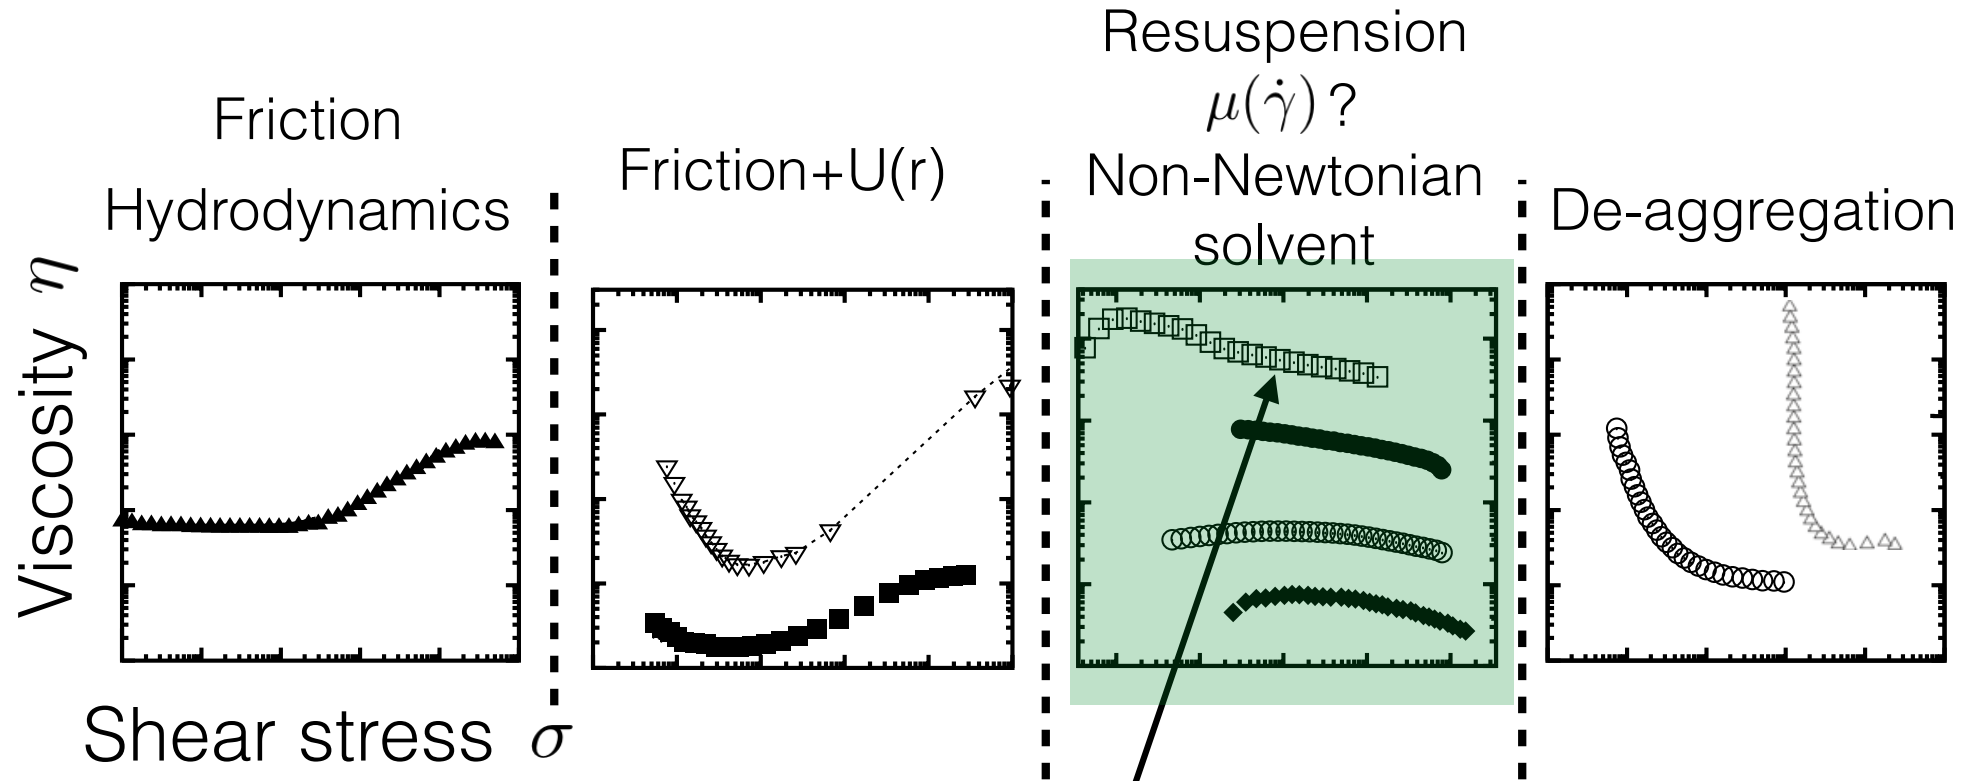 Friction
Hydrodynamics
Friction+U(r)
Resuspension
μ(γ̇)?
Non-Newtonian
solvent
De-aggregation
Viscosity η
Shear stress σ